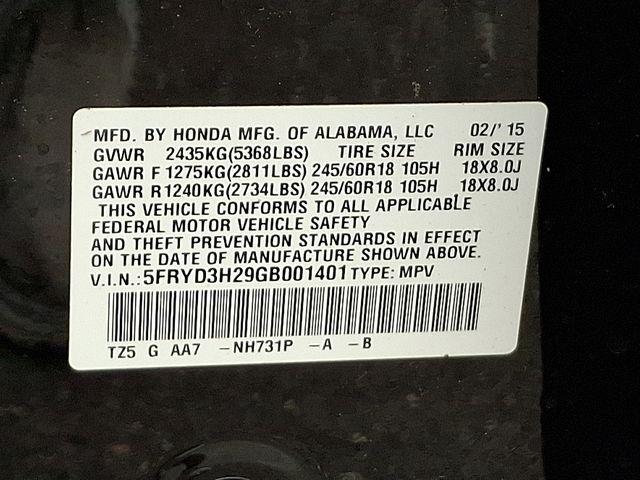 MFD. BY HONDA MFG. OF ALABAMA, LLC 02/' 15
GVWR 2435KG(5368LBS) TIRE SIZE RIM SIZE
GAWR F 1275KG(2811LBS) 245/60R18 105H 18X8.0J
GAWR R 1240KG(2734LBS) 245/60R18 105H 18X8.0J
THIS VEHICLE CONFORMS TO ALL APPLICABLE
FEDERAL MOTOR VEHICLE SAFETY
AND THEFT PREVENTION STANDARDS IN EFFECT
ON THE DATE OF MANUFACTURE SHOWN ABOVE.
V.I.N.:5FRYD3H29GB001401 TYPE: MPV
TZ5 G AA7 -NH731P -A -B